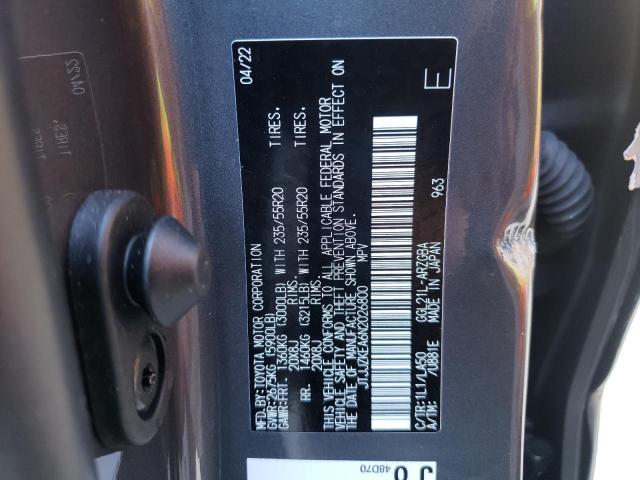 04/22
MFD.BY:TOYOTA MOTOR CORPORATION
GVWR:2675KG(5900LB)
GAWR:FRT. 1360KG (3000LB) WITH 235/55R20 TIRES.
20X8J RIMS.
RR. 1460KG (3215LB) WITH 235/55R20 TIRES.
20X8J RIMS.
THIS VEHICLE CONFORMS TO ALL APPLICABLE FEDERAL MOTOR
VEHICLE SAFETY AND THEFT PREVENTION STANDARDS IN EFFECT ON
THE DATE OF MANUFACTURE SHOWN ABOVE.
MPV
E
963
C/TR:1L1/LA50 GGL21L-ARZGBA
A/TM: /U881E MADE IN JAPAN
48D70